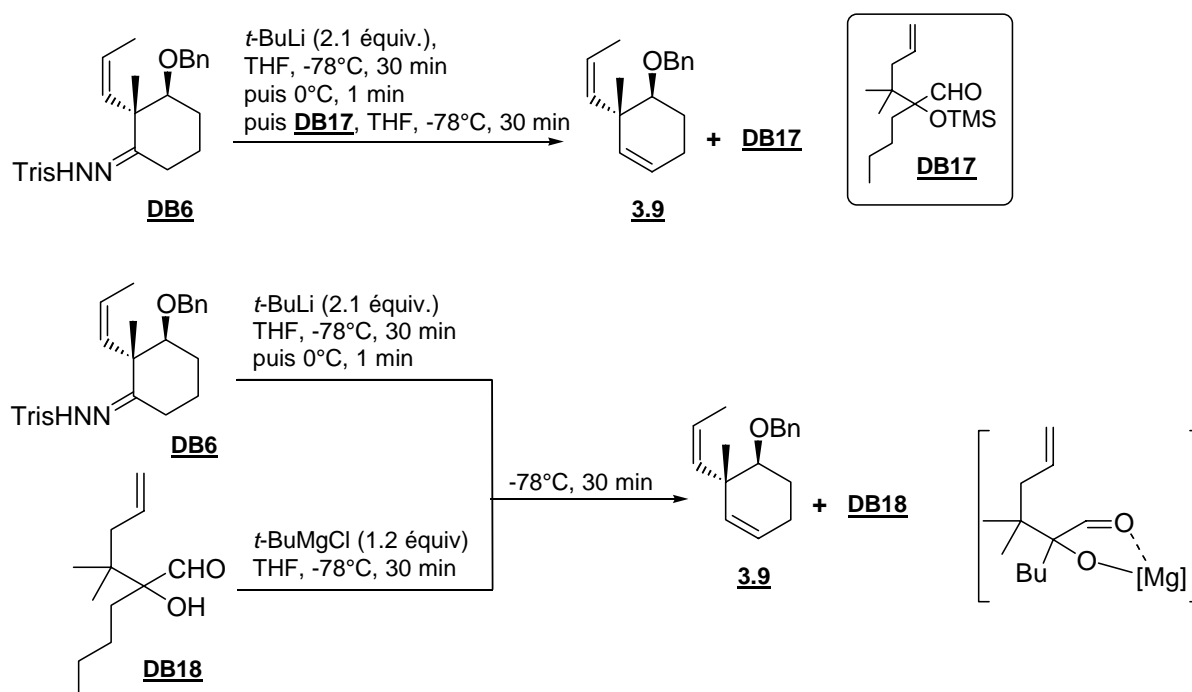 OBn
t-BuLi (2.1 équiv.),
THF, -78°C, 30 min
puis 0°C, 1 min
puis DB17, THF, -78°C, 30 min
TrisHNN
DB6
OBn
3.9
+ DB17
CHO
OTMS
DB17
OBn
t-BuLi (2.1 équiv.)
THF, -78°C, 30 min
puis 0°C, 1 min
TrisHNN
DB6
CHO
OH
DB18
t-BuMgCl (1.2 équiv)
THF, -78°C, 30 min
-78°C, 30 min
OBn
3.9
+ DB18
O
Bu
O
[Mg]